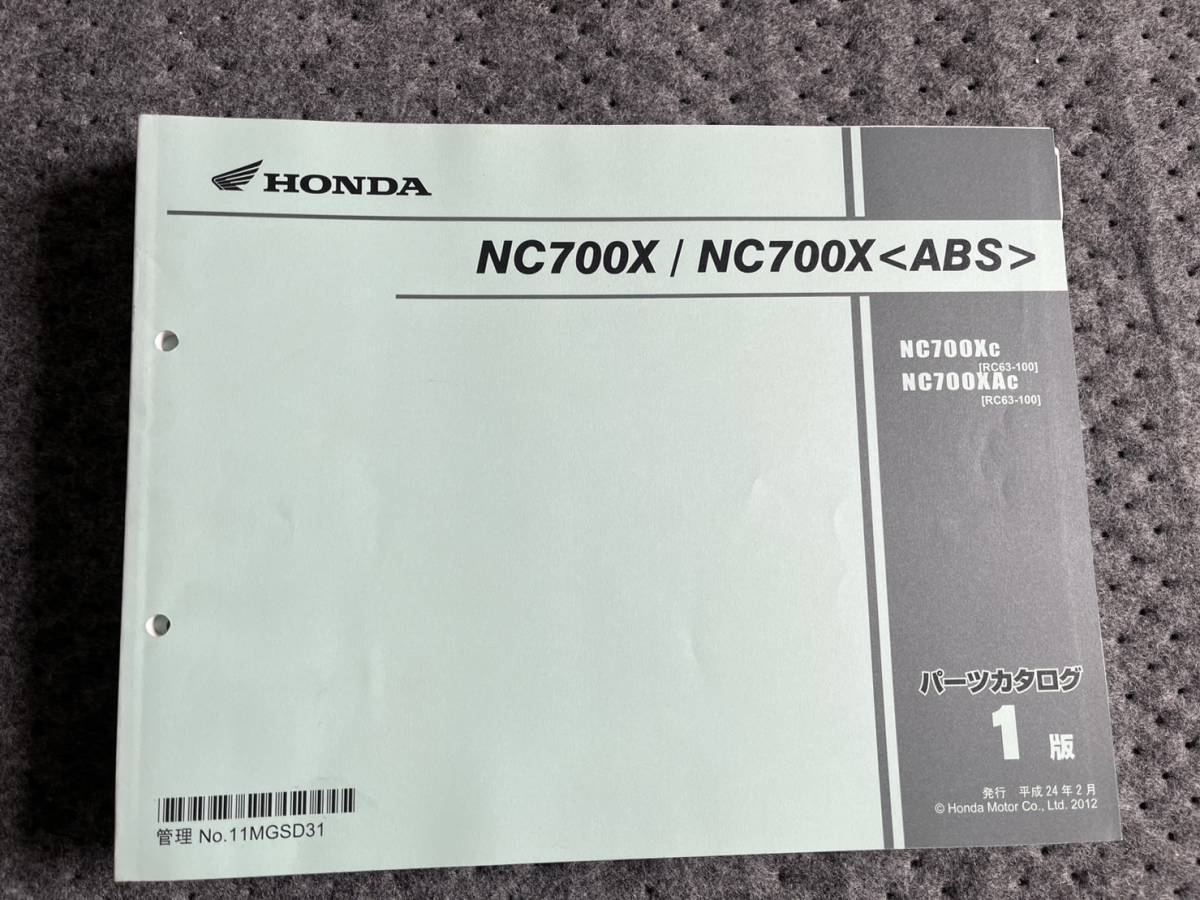 HONDA
NC700X / NC700X<ABS>
NC700Xc
[RC63-100]
NC700XAc
[RC63-100]
パーツカタログ
1 版
発行 平成24年2月
© Honda Motor Co., Ltd. 2012
管理 No.11MGSD31